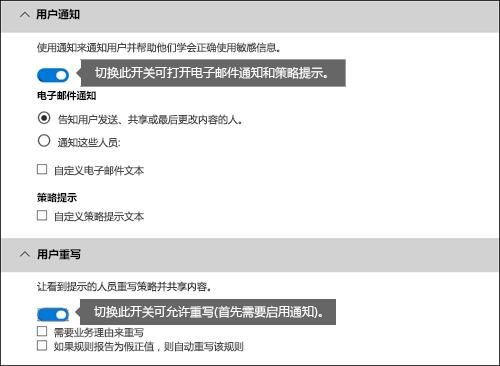 用户通知
使用通知来通知用户并帮助他们学会正确使用敏感信息。
切换此开关可打开电子邮件通知和策略提示。
电子邮件通知
告知用户发送、共享或最后更改内容的人。
通知这些人员:
自定义电子邮件文本
策略提示
自定义策略提示文本
用户重写
让看到提示的人员重写策略并共享内容。
切换此开关可允许重写(首先需要启用通知)。
需要业务理由来重写
如果规则报告为假正值，则自动重写该规则